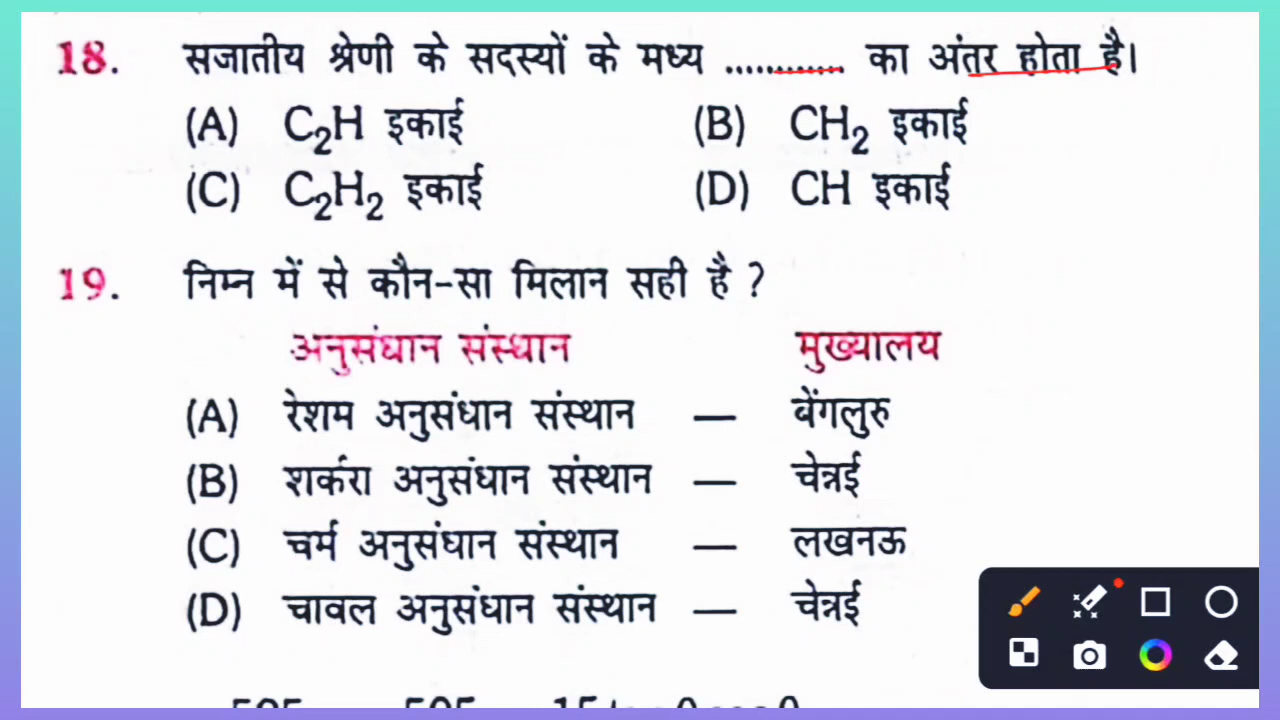 18. सजातीय श्रेणी के सदस्यों के मध्य ............ का अंतर होता है।
(A) C₂H इकाई (B) CH₂ इकाई
(C) C₂H₂ इकाई (D) CH इकाई
19. निम्न में से कौन-सा मिलान सही है ?
अनुसंधान संस्थान मुख्यालय
(A) रेशम अनुसंधान संस्थान — बेंगलुरु
(B) शर्करा अनुसंधान संस्थान — चेन्नई
(C) चर्म अनुसंधान संस्थान — लखनऊ
(D) चावल अनुसंधान संस्थान — चेन्नई